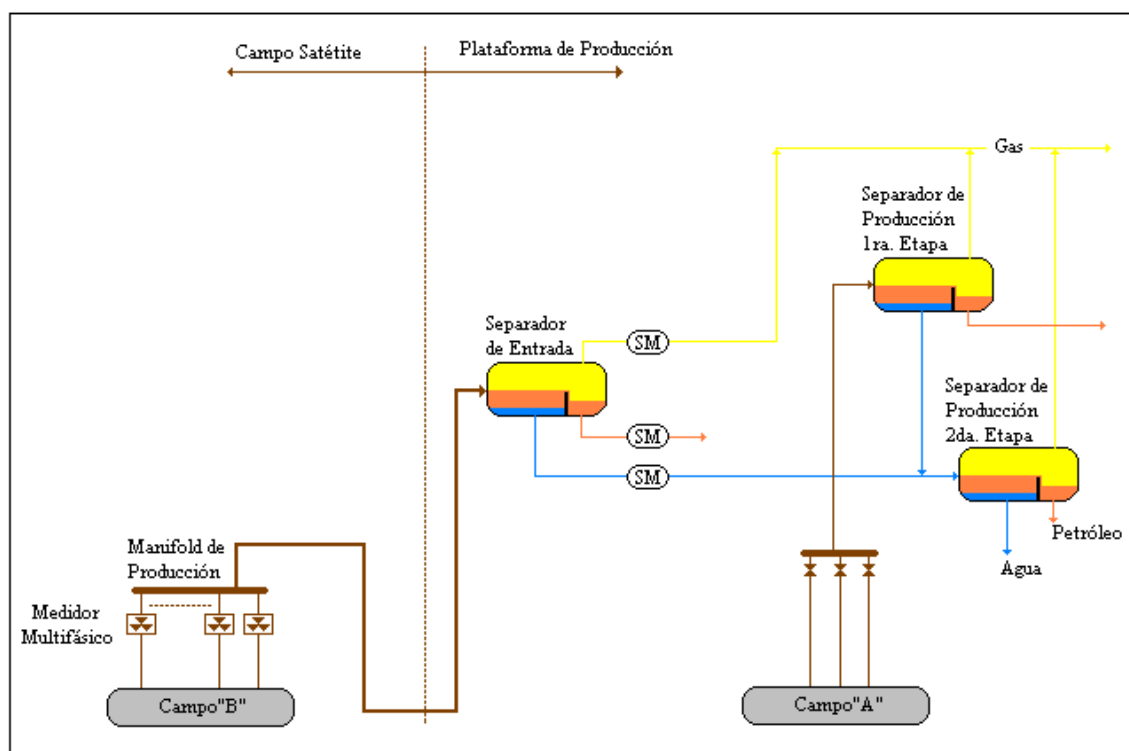 Campo Satétite
Plataforma de Producción
Gas
Separador de
Producción
1ra. Etapa
Separador
de Entrada
SM
SM
SM
Separador de
Producción
2da. Etapa
Petróleo
Agua
Manifold de
Producción
Medidor
Multifásico
Campo"B"
Campo"A"